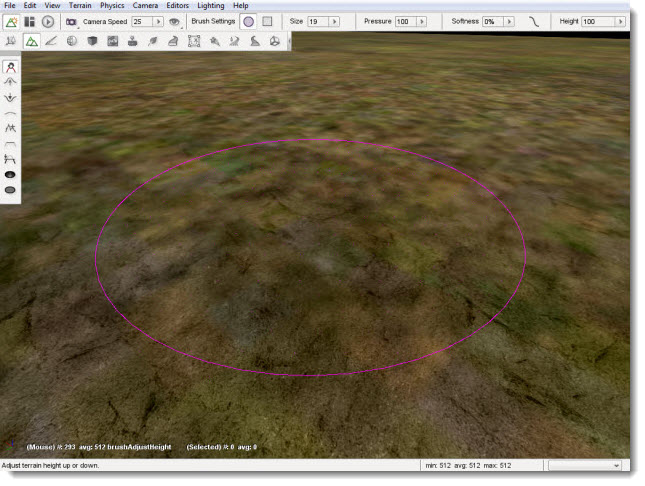 File Edit View Terrain Physics Camera Editors Lighting Help
Camera Speed 25 Brush Settings Size 19 Pressure 100 Softness 0% Height 100
(Mouse) #: 293 avg: 512 brushAdjustHeight (Selected) #: 0 avg: 0
Adjust terrain height up or down. min: 512 avg: 512 max: 512